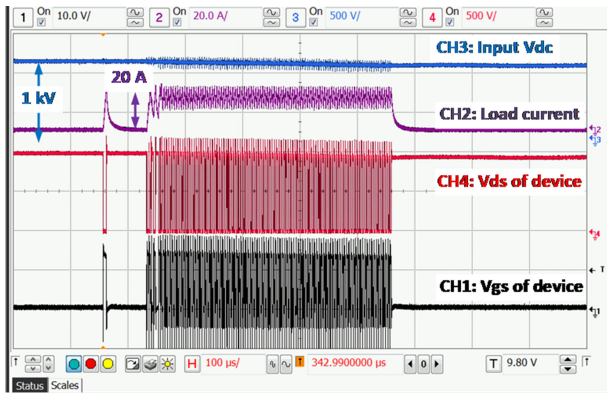 1 On 10.0 V/ 2 On 20.0 A/ 3 On 500 V/ 4 On 500 V/
CH3: Input Vdc
20 A
1 kV
CH2: Load current
CH4: Vds of device
T
CH1: Vgs of device
H 100 µs/ 342.9900000 µs 0 T 9.80 V
Status Scales